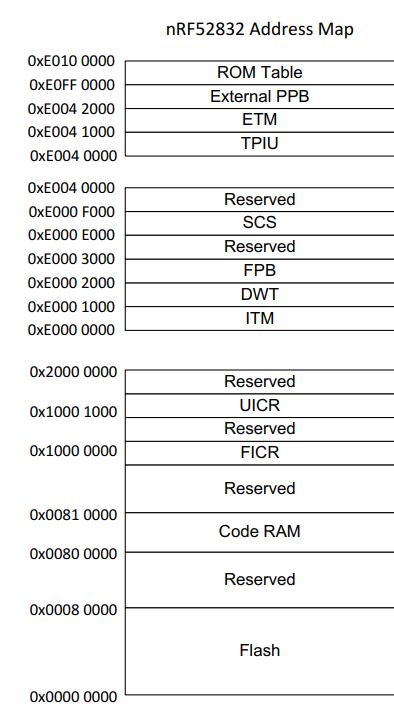 nRF52832 Address Map
0xE010 0000
ROM Table
0xE0FF 0000
External PPB
0xE004 2000
ETM
0xE004 1000
TPIU
0xE004 0000
0xE004 0000
Reserved
0xE000 F000
SCS
0xE000 E000
Reserved
0xE000 3000
FPB
0xE000 2000
DWT
0xE000 1000
ITM
0xE000 0000
0x2000 0000
Reserved
UICR
0x1000 1000
Reserved
0x1000 0000
FICR
Reserved
0x0081 0000
Code RAM
0x0080 0000
Reserved
0x0008 0000
Flash
0x0000 0000